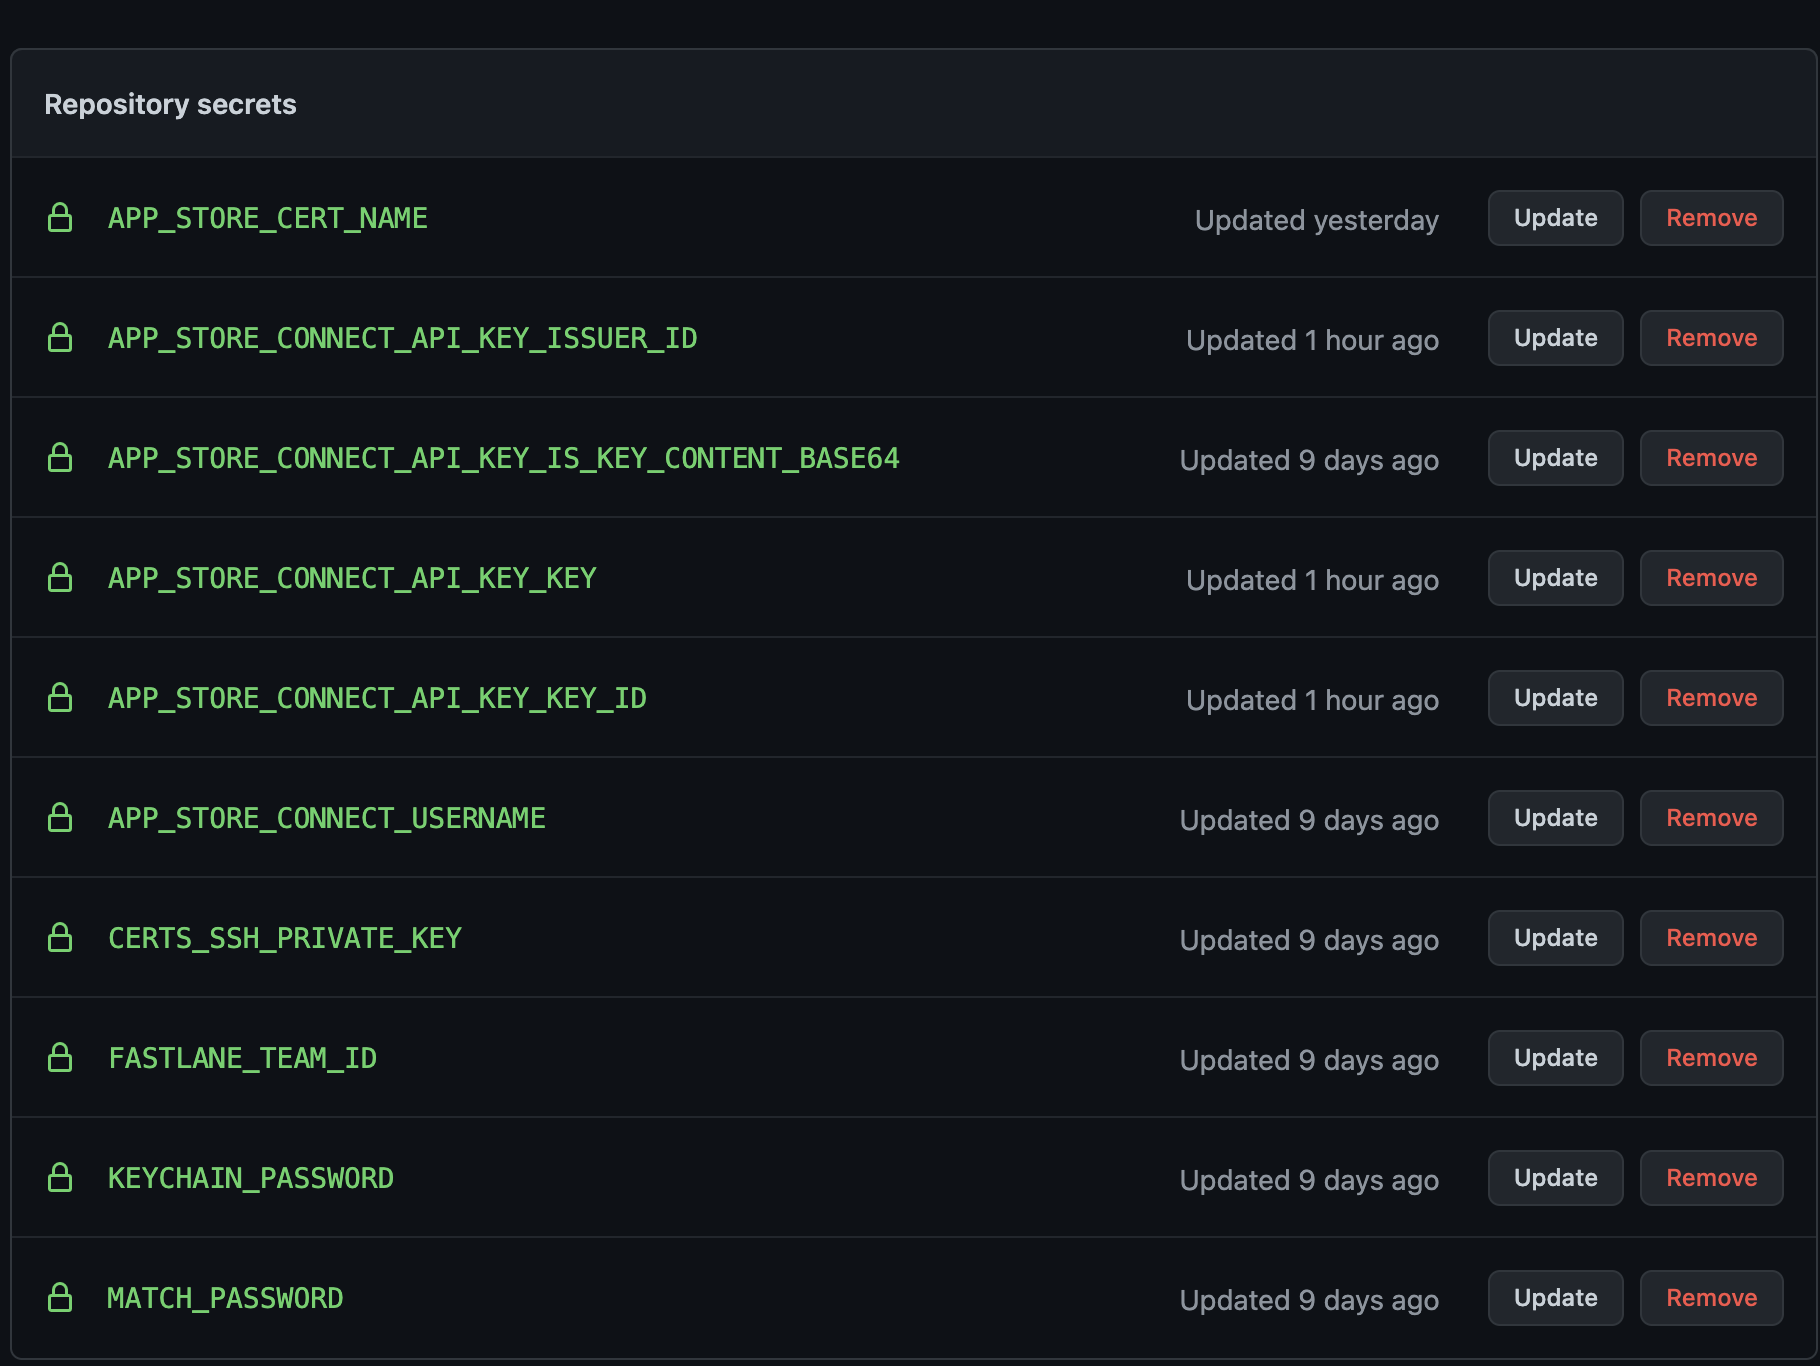 Repository secrets
APP_STORE_CERT_NAME Updated yesterday Update Remove
APP_STORE_CONNECT_API_KEY_ISSUER_ID Updated 1 hour ago Update Remove
APP_STORE_CONNECT_API_KEY_IS_KEY_CONTENT_BASE64 Updated 9 days ago Update Remove
APP_STORE_CONNECT_API_KEY_KEY Updated 1 hour ago Update Remove
APP_STORE_CONNECT_API_KEY_KEY_ID Updated 1 hour ago Update Remove
APP_STORE_CONNECT_USERNAME Updated 9 days ago Update Remove
CERTS_SSH_PRIVATE_KEY Updated 9 days ago Update Remove
FASTLANE_TEAM_ID Updated 9 days ago Update Remove
KEYCHAIN_PASSWORD Updated 9 days ago Update Remove
MATCH_PASSWORD Updated 9 days ago Update Remove